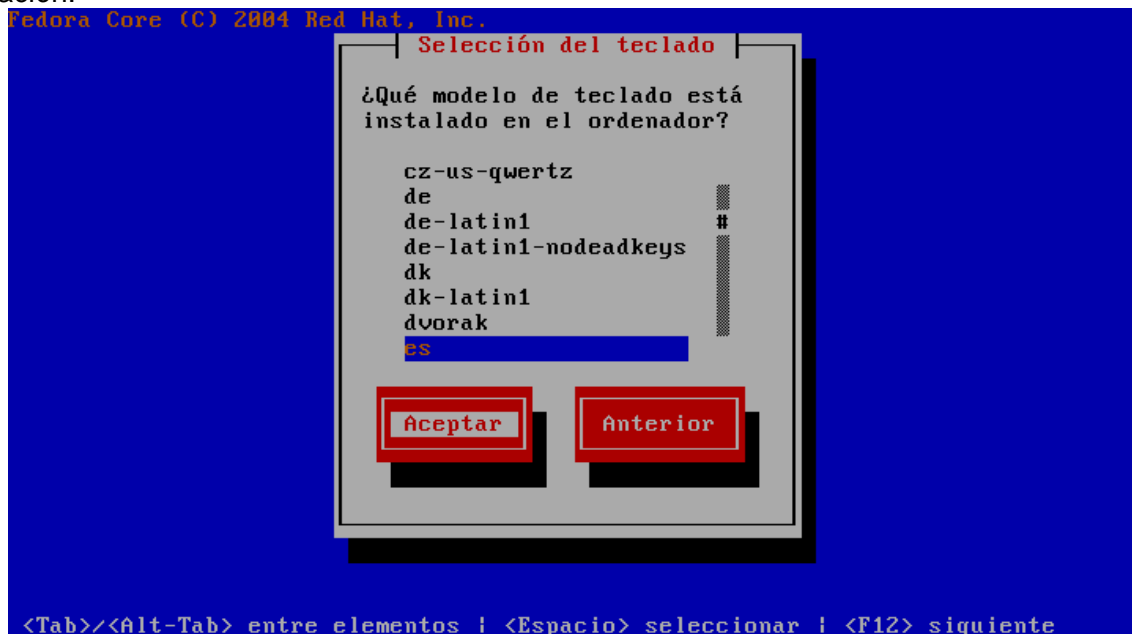 Fedora Core (C) 2004 Red Hat, Inc.
Selección del teclado
¿Qué modelo de teclado está
instalado en el ordenador?
cz-us-qwertz
de
de-latin1
#
de-latin1-nodeadkeys
dk
dk-latin1
dvorak
es
Aceptar
Anterior
<Tab>/<Alt-Tab> entre elementos | <Espacio> seleccionar | <F12> siguiente